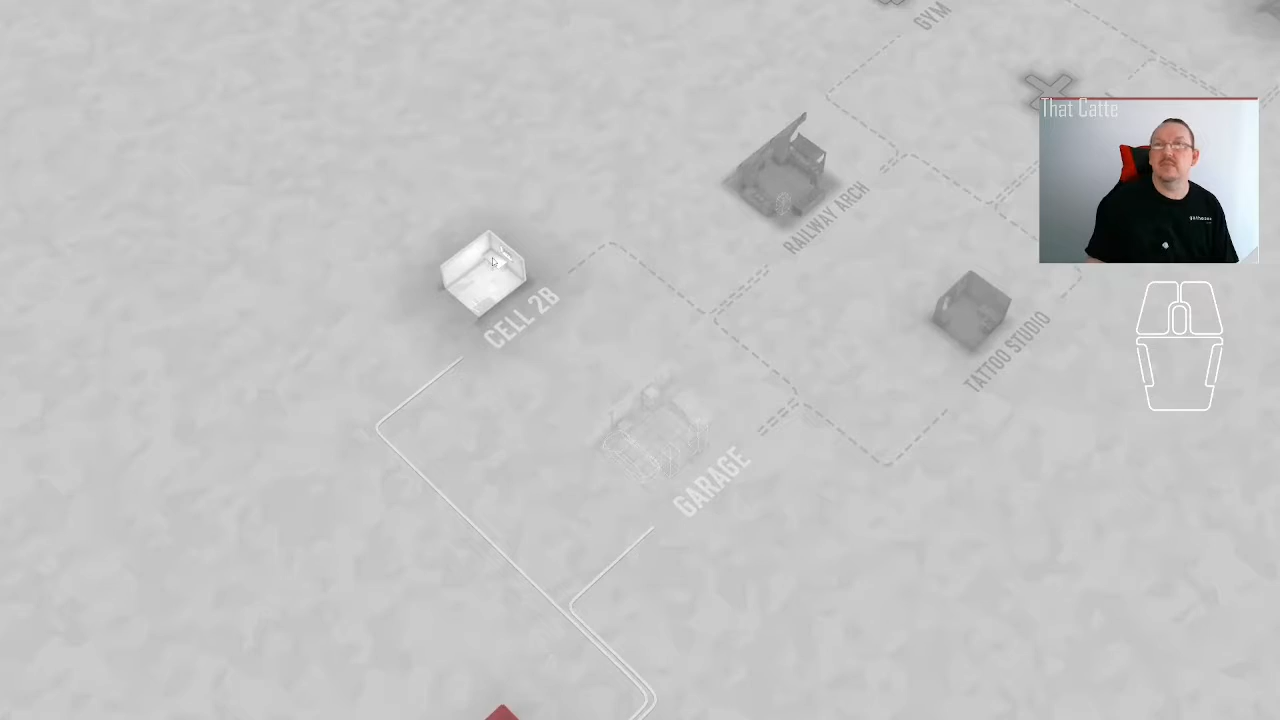 GYM
That Catte
RAILWAY ARCH
CELL 2B
TATTOO STUDIO
GARAGE